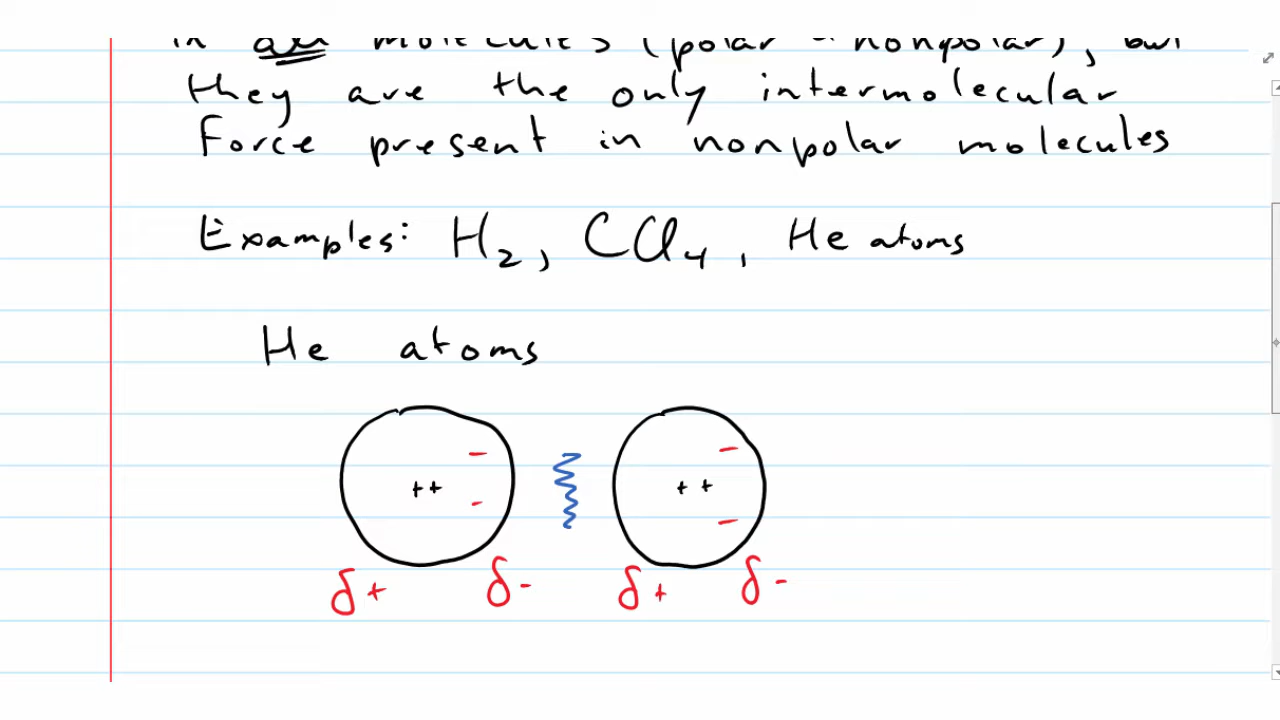 in all molecules (polar & nonpolar), but
they are the only intermolecular
Force present in nonpolar molecules
Examples: H₂, CCl₄, He atoms
He atoms
- -
++ ++
- -
δ+ δ- δ+ δ-